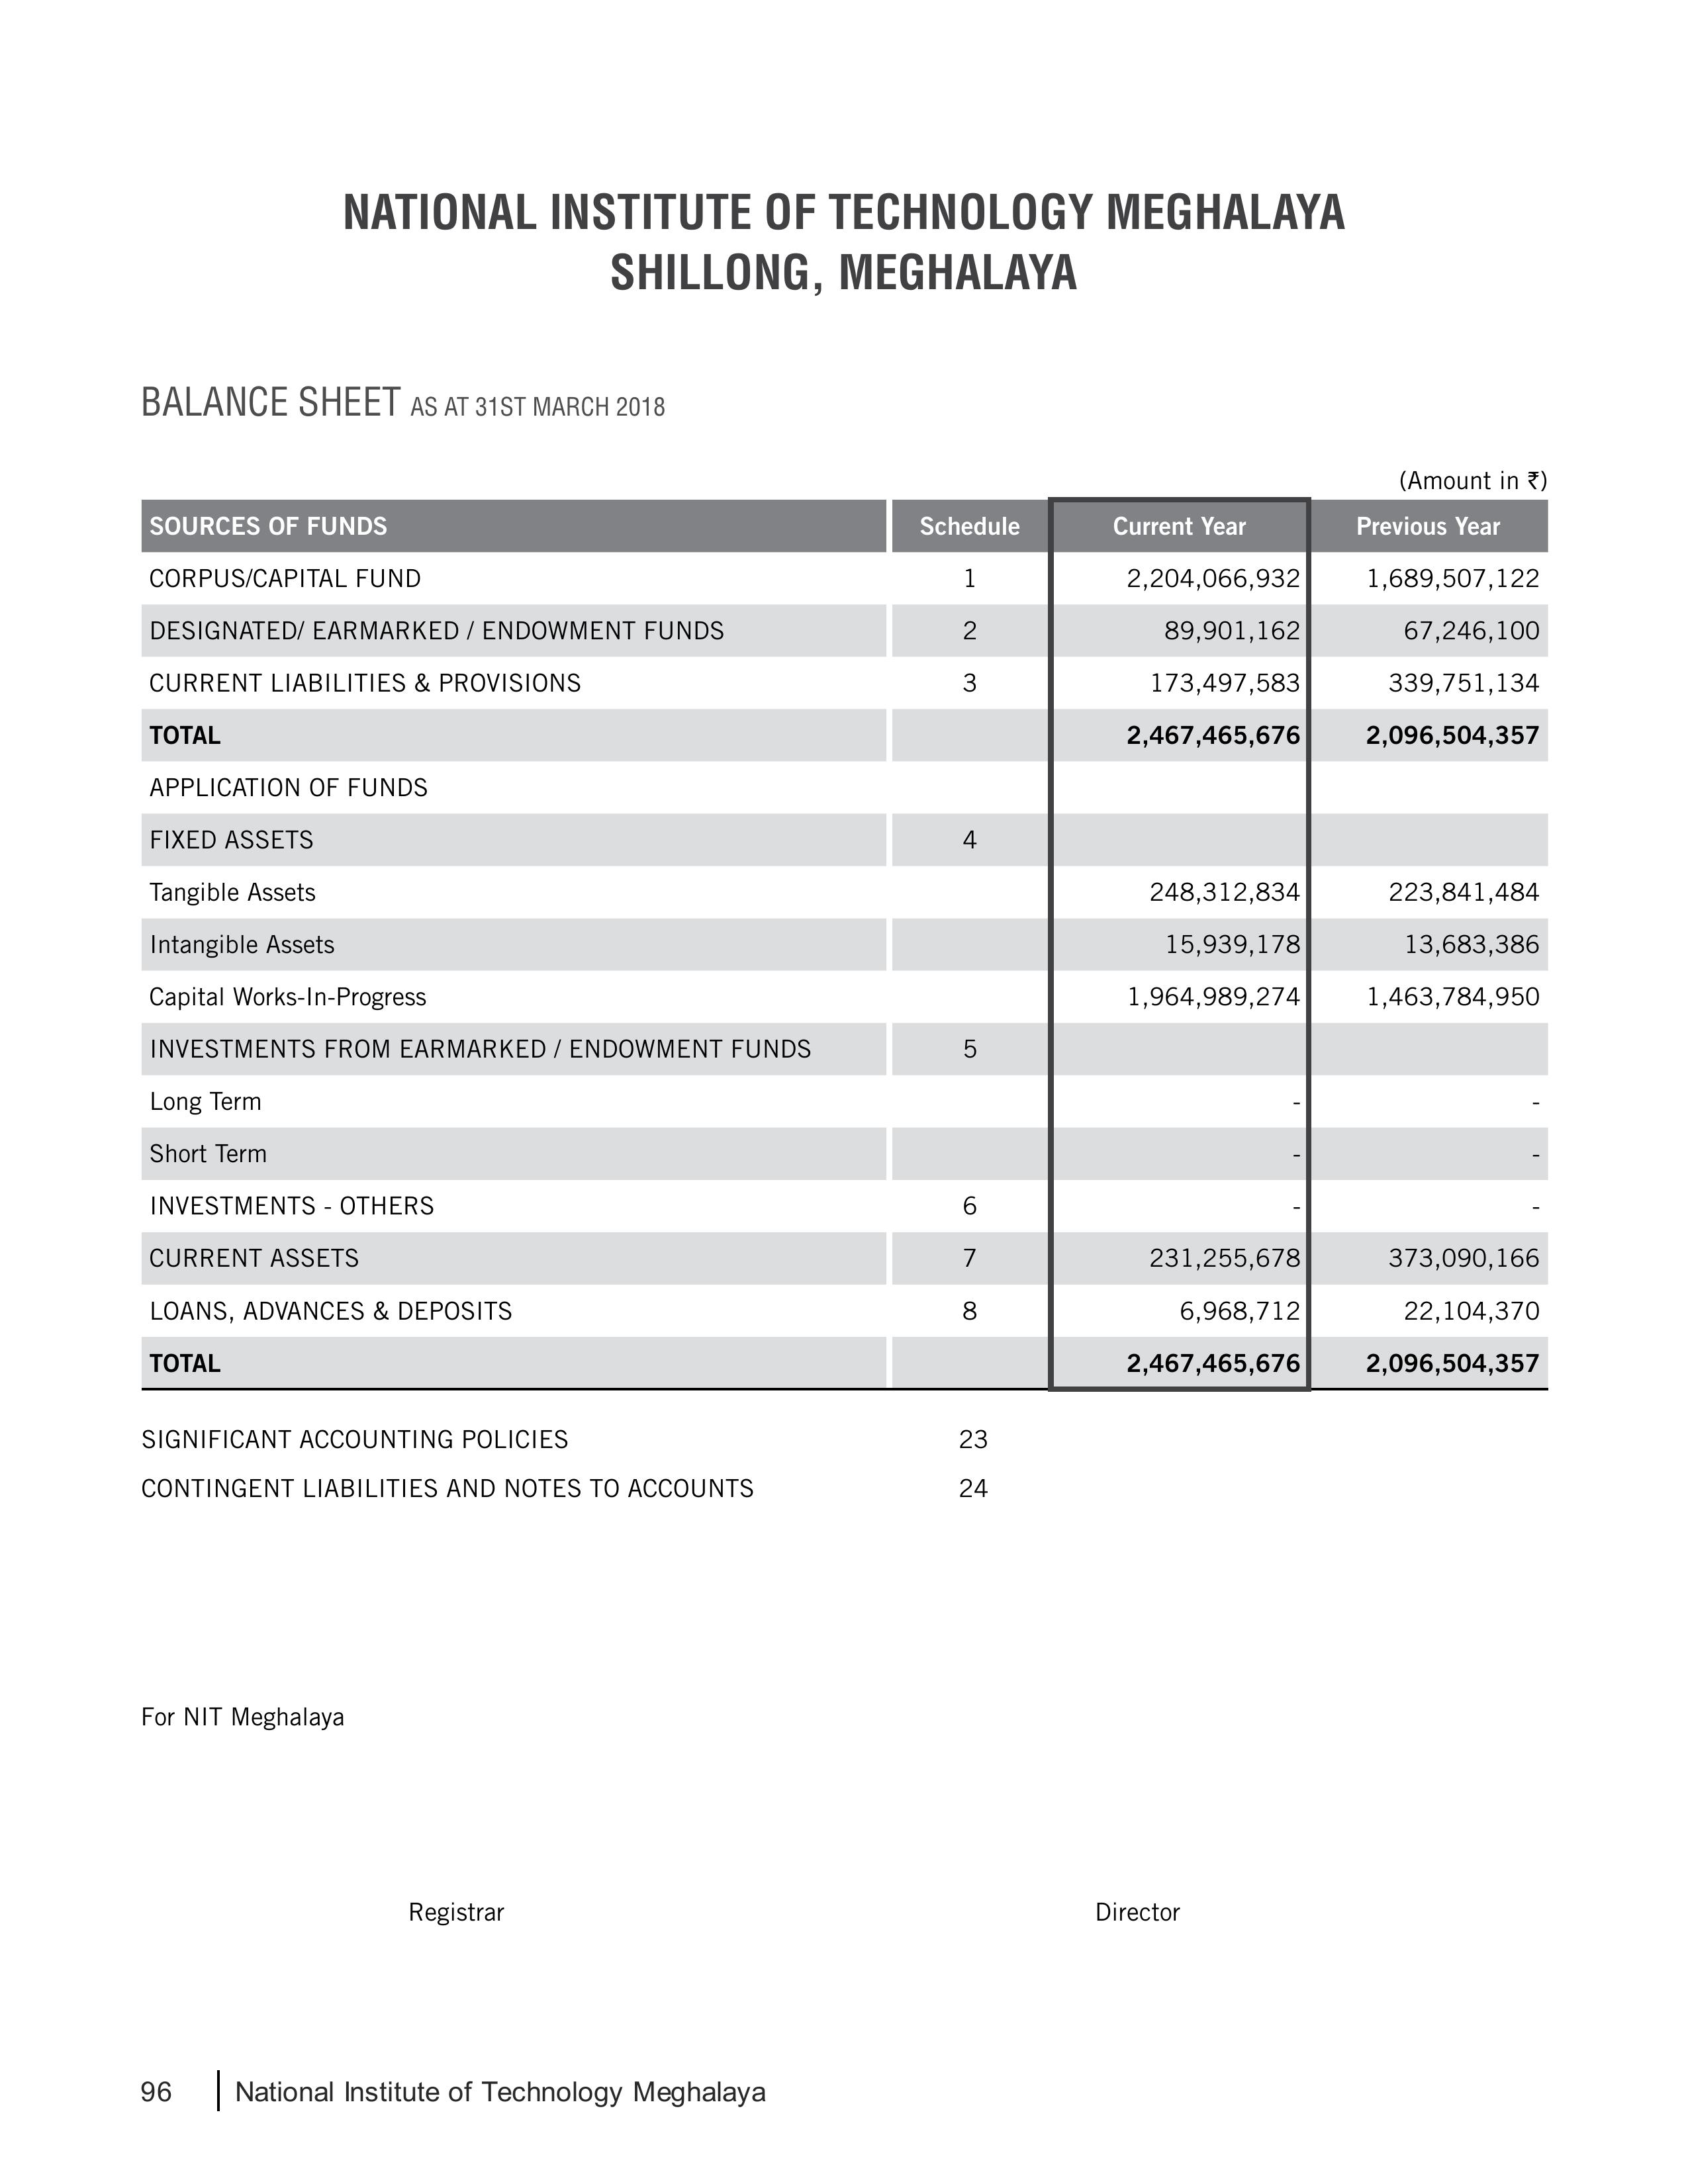 NATIONAL INSTITUTE OF TECHNOLOGY MEGHALAYA
SHILLONG, MEGHALAYA
BALANCE SHEET AS AT 31ST MARCH 2018
(Amount in ₹)
SOURCES OF FUNDS Schedule Current Year Previous Year
CORPUS/CAPITAL FUND 1 2,204,066,932 1,689,507,122
DESIGNATED/ EARMARKED / ENDOWMENT FUNDS 2 89,901,162 67,246,100
CURRENT LIABILITIES & PROVISIONS 3 173,497,583 339,751,134
TOTAL 2,467,465,676 2,096,504,357
APPLICATION OF FUNDS
FIXED ASSETS 4
Tangible Assets 248,312,834 223,841,484
Intangible Assets 15,939,178 13,683,386
Capital Works-In-Progress 1,964,989,274 1,463,784,950
INVESTMENTS FROM EARMARKED / ENDOWMENT FUNDS 5
Long Term - -
Short Term - -
INVESTMENTS - OTHERS 6 - -
CURRENT ASSETS 7 231,255,678 373,090,166
LOANS, ADVANCES & DEPOSITS 8 6,968,712 22,104,370
TOTAL 2,467,465,676 2,096,504,357
SIGNIFICANT ACCOUNTING POLICIES 23
CONTINGENT LIABILITIES AND NOTES TO ACCOUNTS 24
For NIT Meghalaya
Registrar Director
96 National Institute of Technology Meghalaya